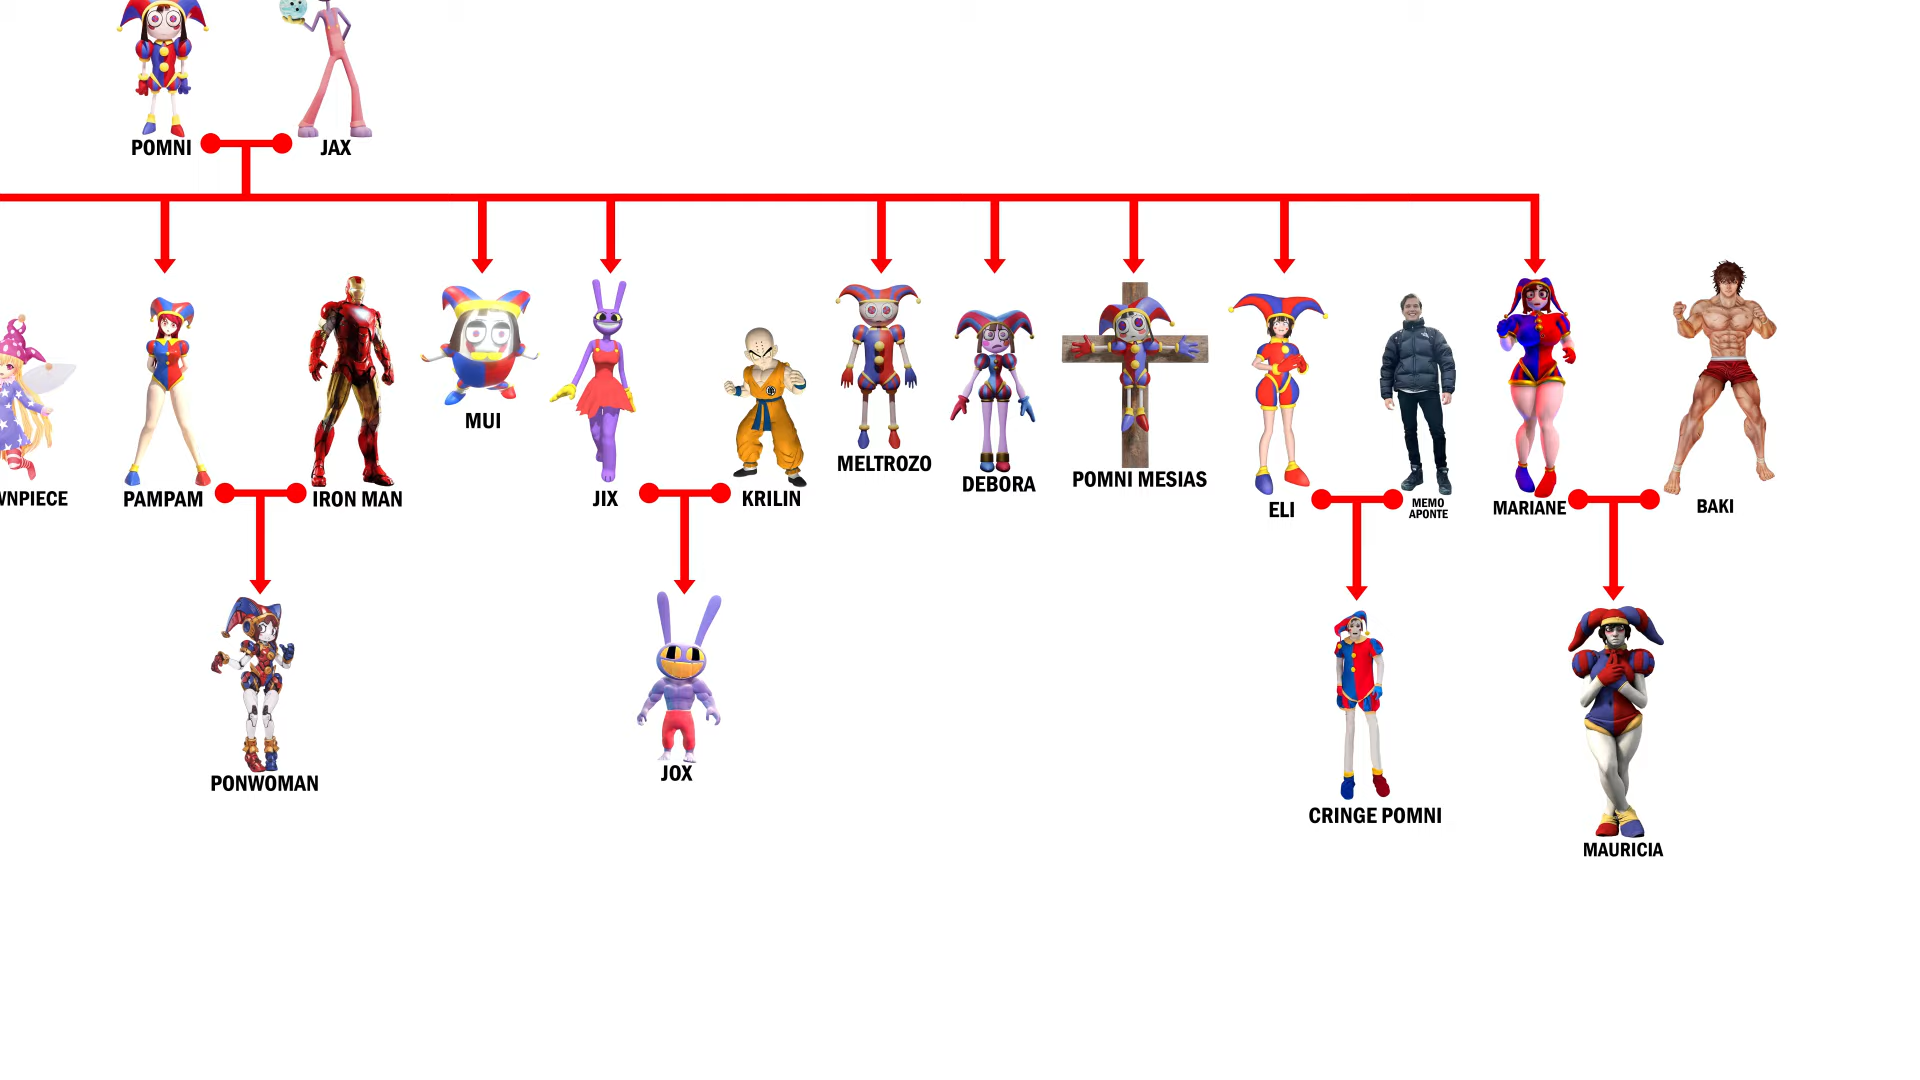 POMNI
JAX
WNPIECE
PAMPAM
IRON MAN
MUI
JIX
KRILIN
MELTROZO
DEBORA
POMNI MESIAS
ELI
MEMO
APONTE
MARIANE
BAKI
PONWOMAN
JOX
CRINGE POMNI
MAURICIA